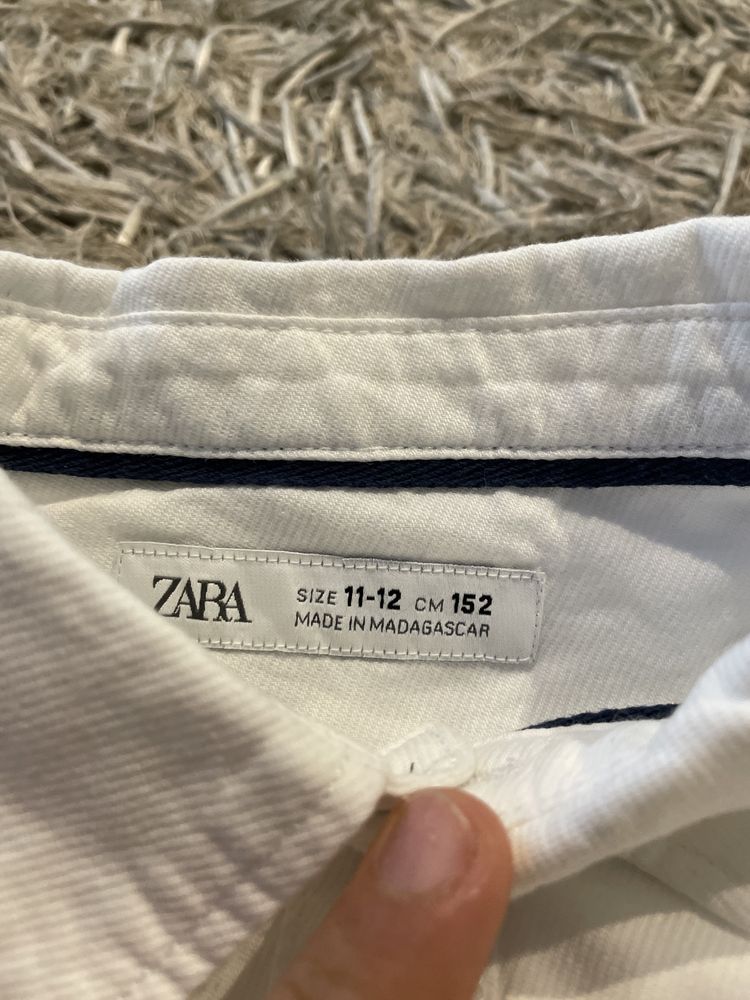 ZARA
SIZE 11-12 CM 152
MADE IN MADAGASCAR